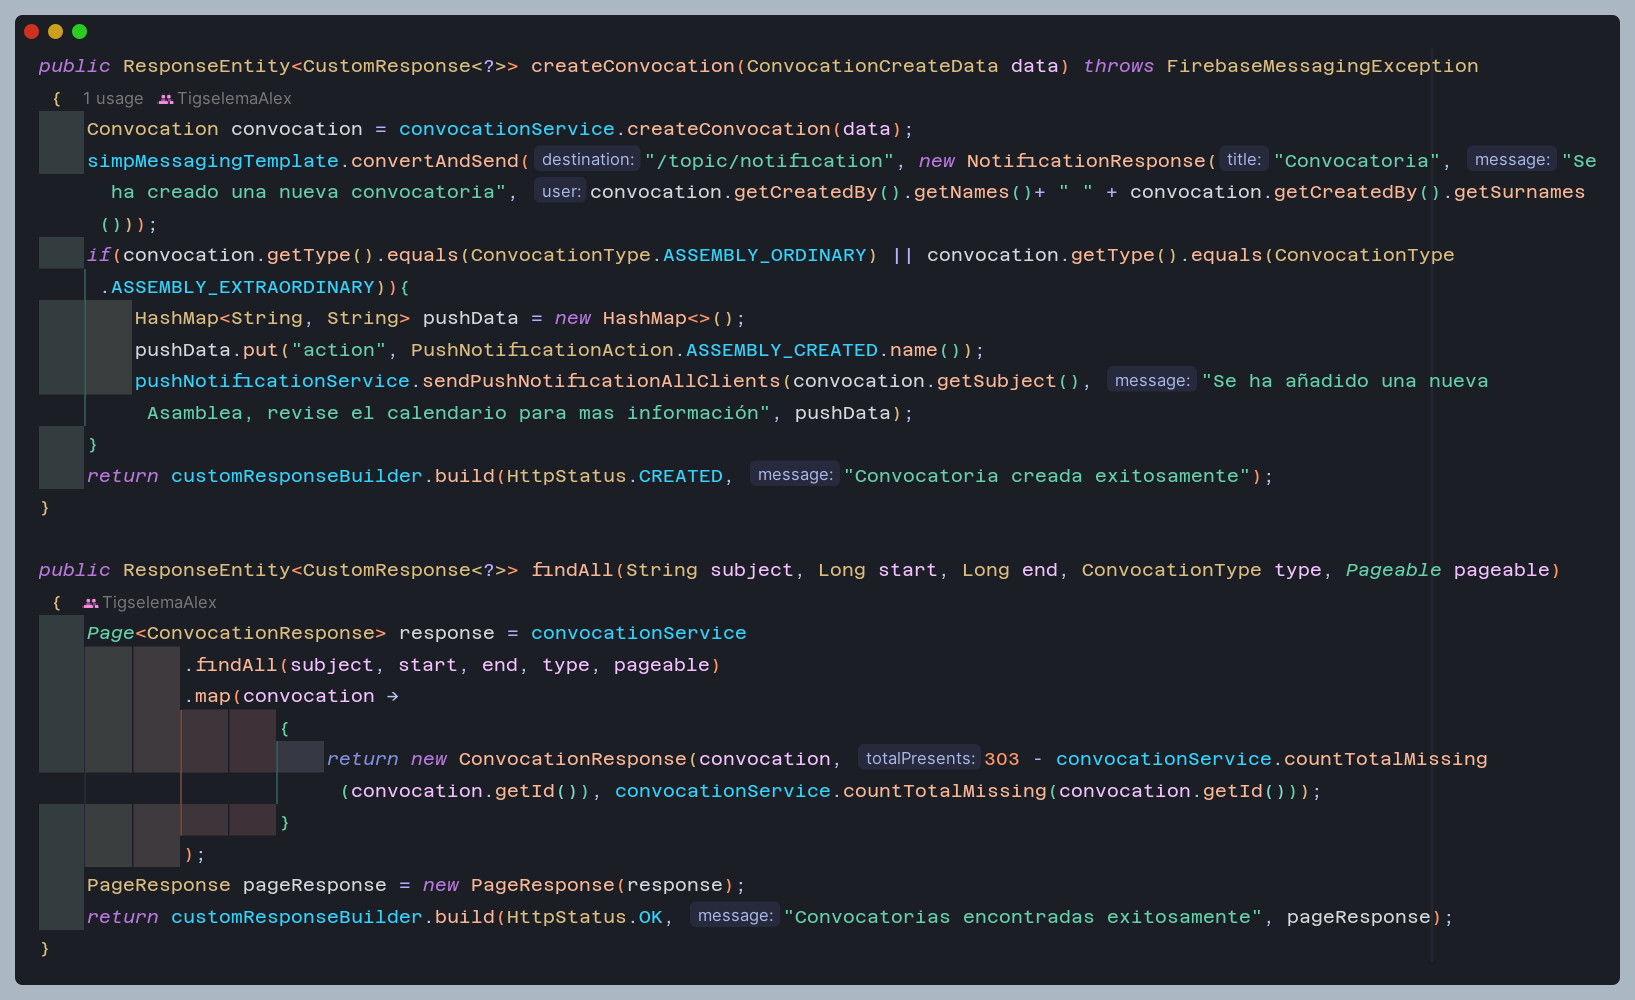 public ResponseEntity<CustomResponse<?>> createConvocation(ConvocationCreateData data) throws FirebaseMessagingException
{ 1 usage TigselemaAlex
Convocation convocation = convocationService.createConvocation(data);
simpMessagingTemplate.convertAndSend( destination: "/topic/notification", new NotificationResponse( title: "Convocatoria", message: "Se
ha creado una nueva convocatoria", user: convocation.getCreatedBy().getNames()+ " " + convocation.getCreatedBy().getSurnames
()));
if(convocation.getType().equals(ConvocationType.ASSEMBLY_ORDINARY) || convocation.getType().equals(ConvocationType
.ASSEMBLY_EXTRAORDINARY)){
HashMap<String, String> pushData = new HashMap<>();
pushData.put("action", PushNotificationAction.ASSEMBLY_CREATED.name());
pushNotificationService.sendPushNotificationAllClients(convocation.getSubject(), message: "Se ha añadido una nueva
Asamblea, revise el calendario para mas información", pushData);
}
return customResponseBuilder.build(HttpStatus.CREATED, message: "Convocatoria creada exitosamente");
}
public ResponseEntity<CustomResponse<?>> findAll(String subject, Long start, Long end, ConvocationType type, Pageable pageable)
{ TigselemaAlex
Page<ConvocationResponse> response = convocationService
.findAll(subject, start, end, type, pageable)
.map(convocation →
{
return new ConvocationResponse(convocation, totalPresents: 303 - convocationService.countTotalMissing
(convocation.getId()), convocationService.countTotalMissing(convocation.getId()));
}
);
PageResponse pageResponse = new PageResponse(response);
return customResponseBuilder.build(HttpStatus.OK, message: "Convocatorias encontradas exitosamente", pageResponse);
}